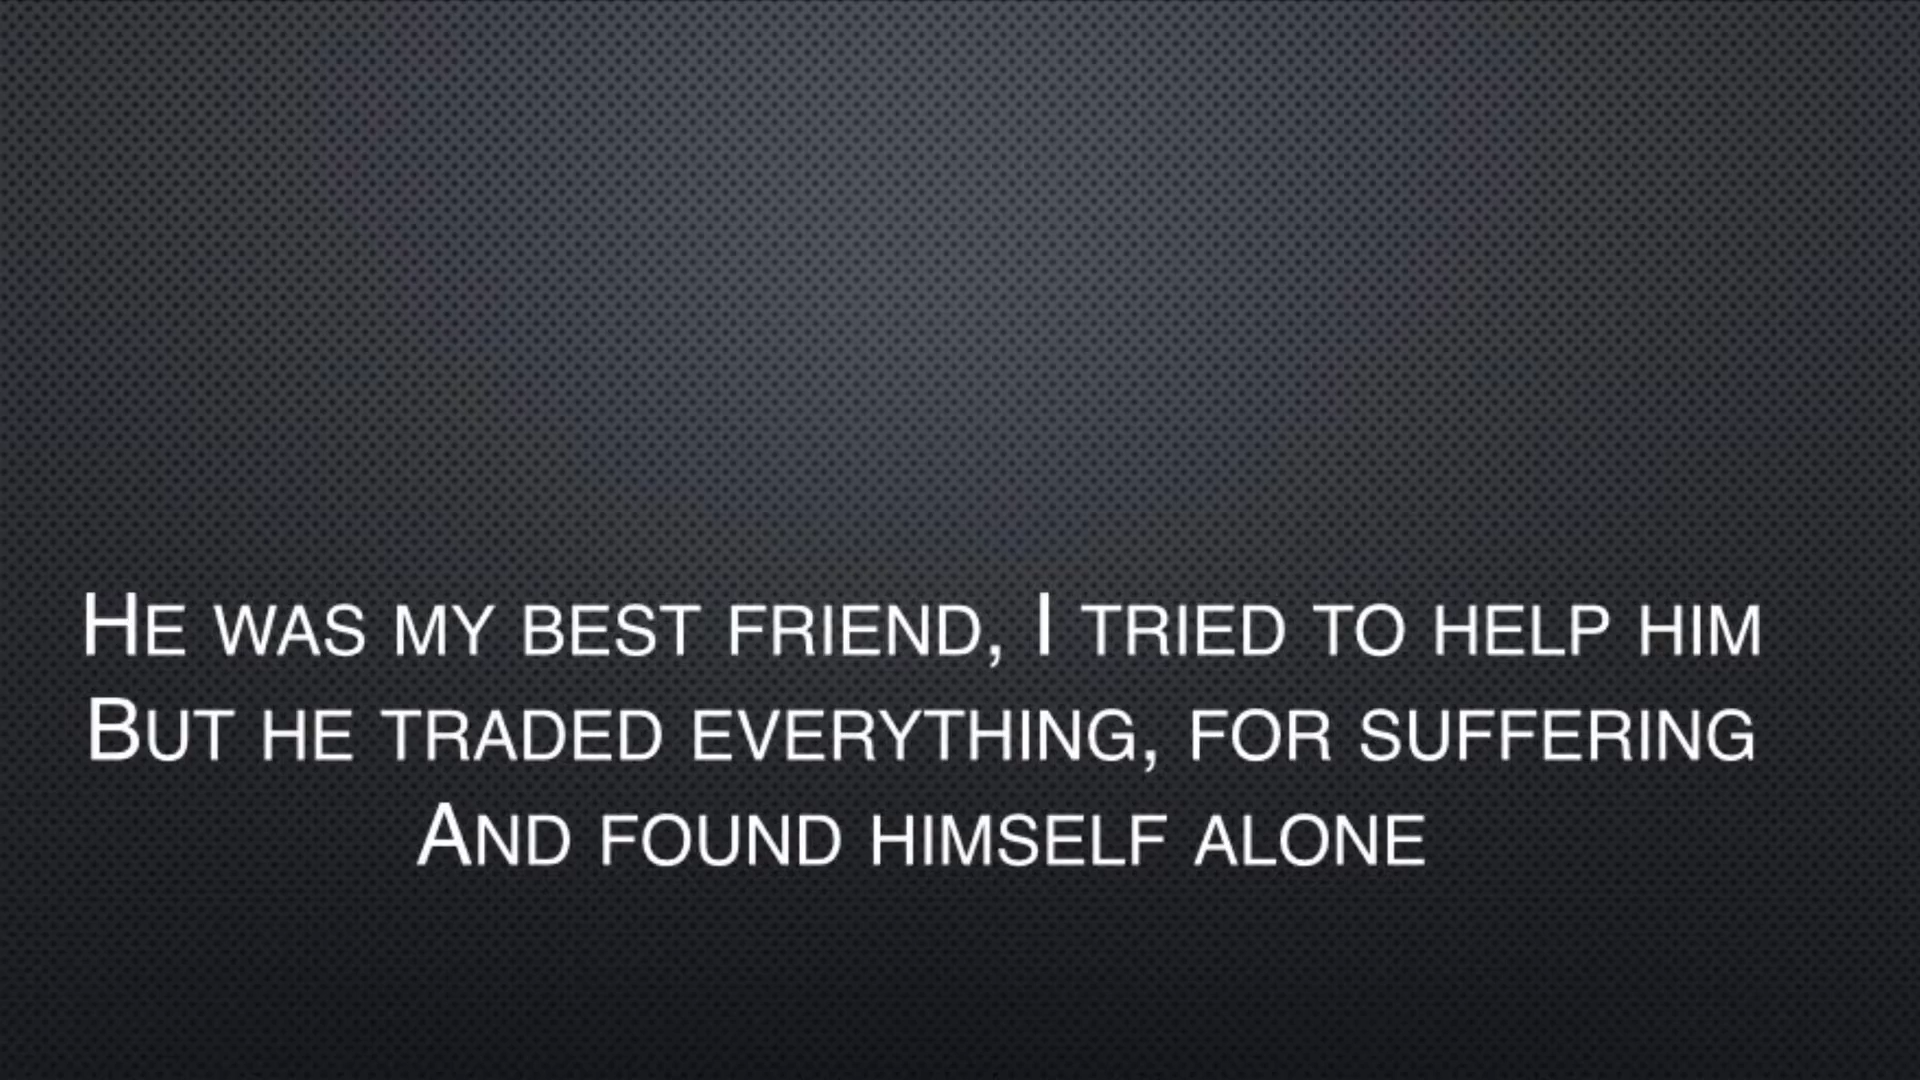 He was my best friend, I tried to help him
But he traded everything, for suffering
And found himself alone